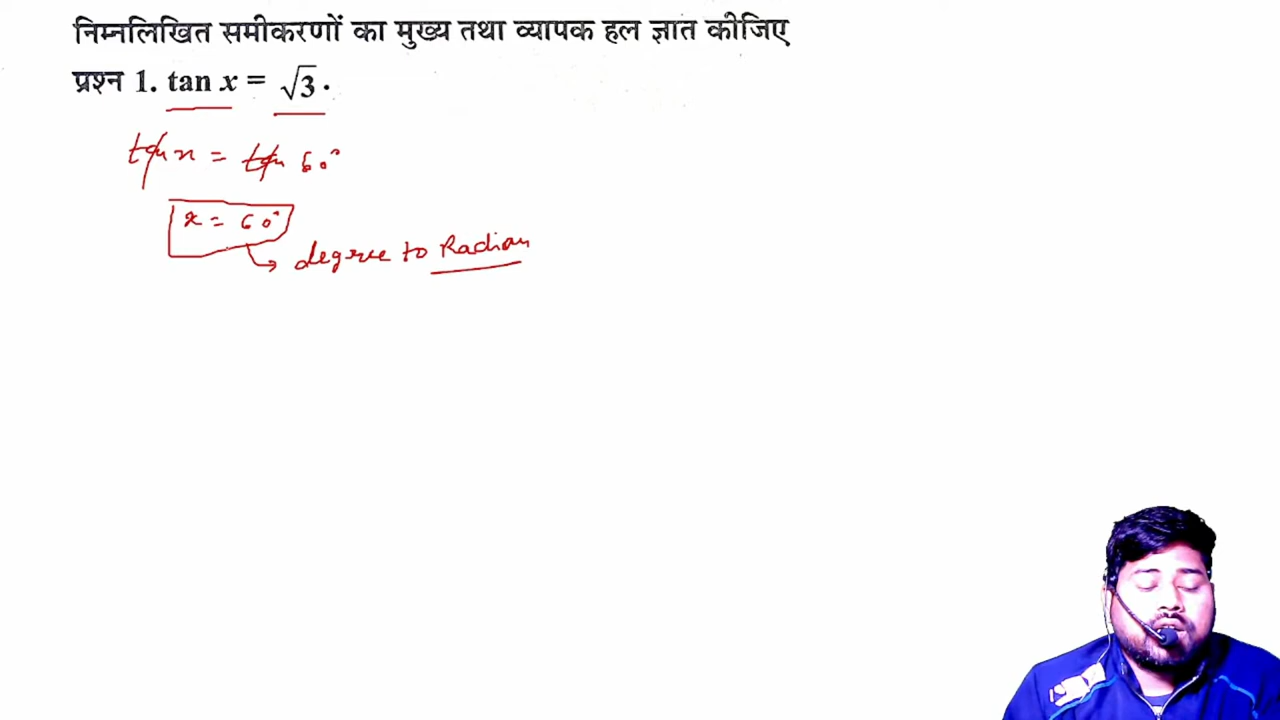 निम्नलिखित समीकरणों का मुख्य तथा व्यापक हल ज्ञात कीजिए
प्रश्न 1. tan x = √3.
tan x = tan 60°
x = 60°
degree to Radian